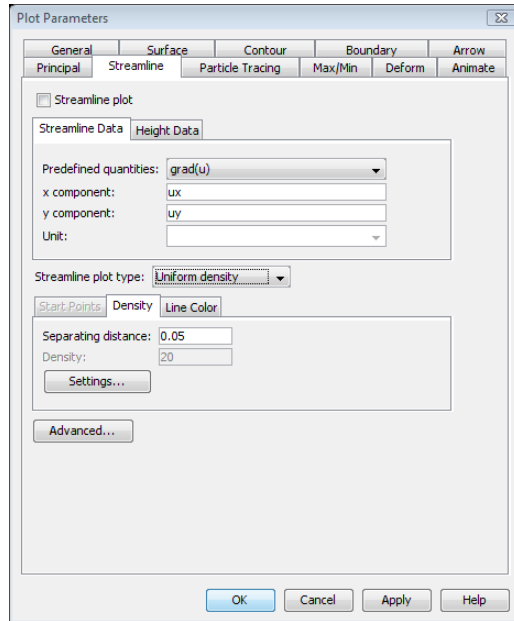 Plot Parameters
General Surface Contour Boundary Arrow
Principal Streamline Particle Tracing Max/Min Deform Animate
Streamline plot
Streamline Data Height Data
Predefined quantities: grad(u)
x component: ux
y component: uy
Unit:
Streamline plot type: Uniform density
Start Points Density Line Color
Separating distance: 0.05
Density: 20
Settings...
Advanced...
OK Cancel Apply Help